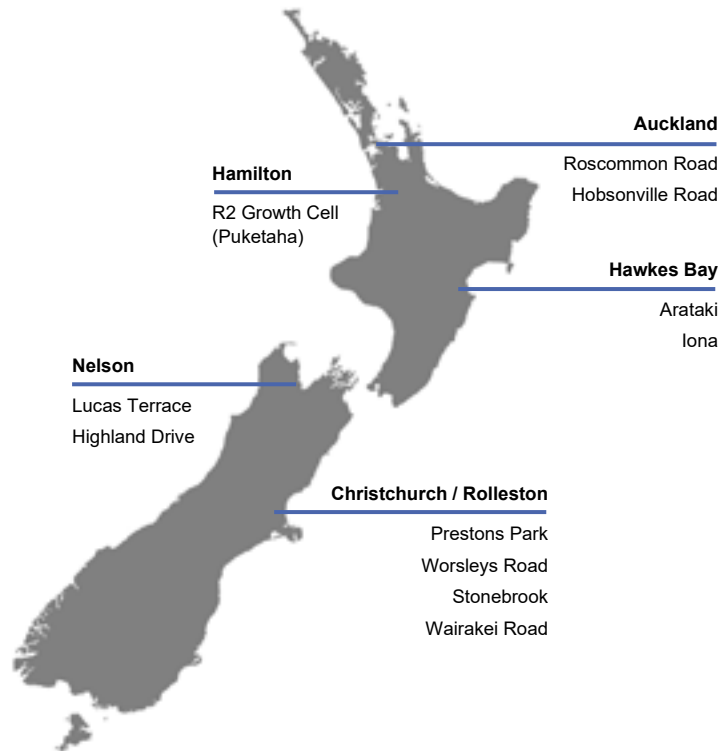 Auckland
Roscommon Road
Hobsonville Road
Hamilton
R2 Growth Cell
(Puketaha)
Hawkes Bay
Arataki
Iona
Nelson
Lucas Terrace
Highland Drive
Christchurch / Rolleston
Prestons Park
Worsleys Road
Stonebrook
Wairakei Road